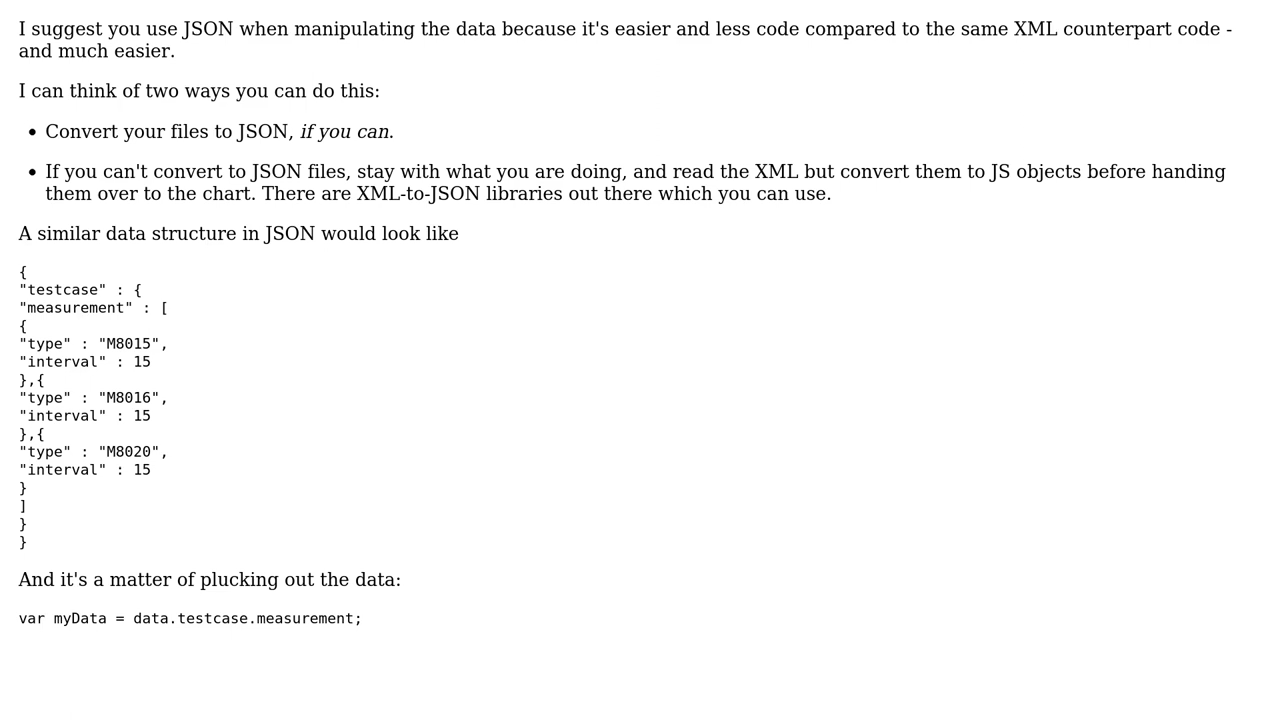 I suggest you use JSON when manipulating the data because it's easier and less code compared to the same XML counterpart code -
and much easier.
I can think of two ways you can do this:
• Convert your files to JSON, if you can.
• If you can't convert to JSON files, stay with what you are doing, and read the XML but convert them to JS objects before handing
them over to the chart. There are XML-to-JSON libraries out there which you can use.
A similar data structure in JSON would look like
{
"testcase" : {
"measurement" : [
{
"type" : "M8015",
"interval" : 15
},{
"type" : "M8016",
"interval" : 15
},{
"type" : "M8020",
"interval" : 15
}
]
}
}
And it's a matter of plucking out the data:
var myData = data.testcase.measurement;